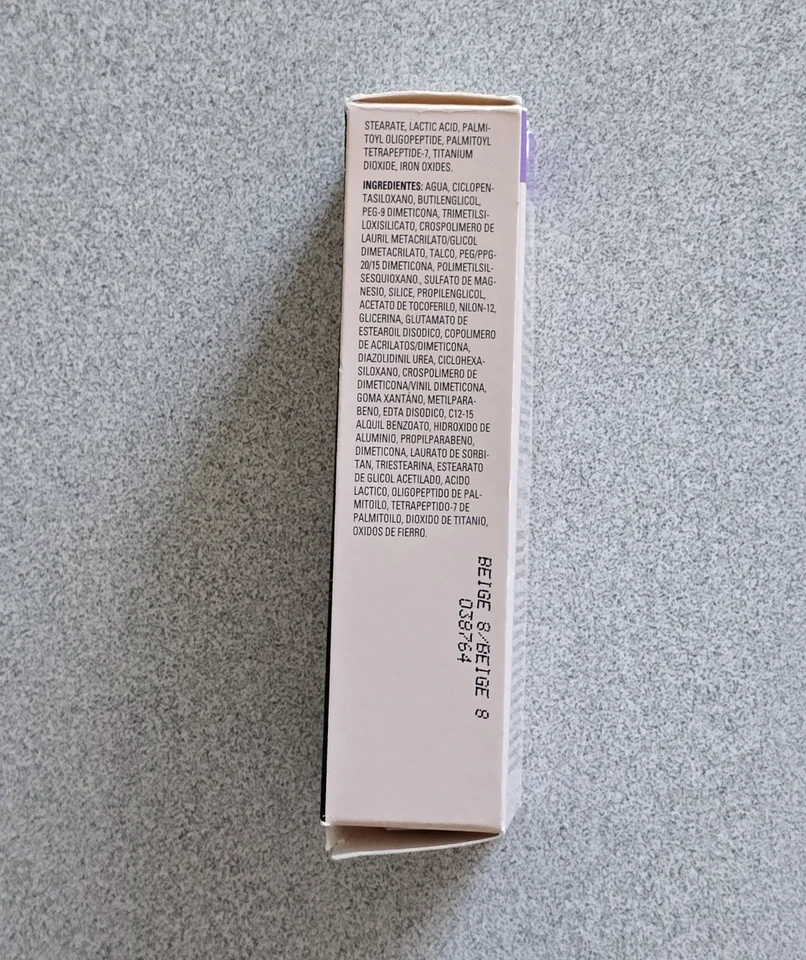 STEARATE, LACTIC ACID, PALMI-
TOYL OLIGOPEPTIDE, PALMITOYL
TETRAPEPTIDE-7, TITANIUM
DIOXIDE, IRON OXIDES.
INGREDIENTES: AGUA, CICLOPEN-
TASILOXANO, BUTILENGLICOL,
PEG-9 DIMETICONA, TRIMETILSI-
LOXISILICATO, CROSPOLIMERO DE
LAURIL METACRILATO/GLICOL
DIMETACRILATO, TALCO, PEG/PPG-
20/15 DIMETICONA, POLIMETILSIL-
SESQUIOXANO., SULFATO DE MAG-
NESIO, SILICE, PROPILENGLICOL,
ACETATO DE TOCOFERILO, NILON-12,
GLICERINA, GLUTAMATO DE
ESTEAROIL DISODICO, COPOLIMERO
DE ACRILATOS/DIMETICONA,
DIAZOLIDINIL UREA, CICLOHEXA-
SILOXANO, CROSPOLIMERO DE
DIMETICONA/VINIL DIMETICONA,
GOMA XANTANO, METILPARA-
BENO, EDTA DISODICO, C12-15
ALQUIL BENZOATO, HIDROXIDO DE
ALUMINIO, PROPILPARABENO,
DIMETICONA, LAURATO DE SORBI-
TAN, TRIESTEARINA, ESTEARATO
DE GLICOL ACETILADO, ACIDO
LACTICO, OLIGOPEPTIDO DE PAL-
MITOILO, TETRAPEPTIDO-7 DE
PALMITOILO, DIOXIDO DE TITANIO,
OXIDOS DE FIERRO.
BEIGE 8/BEIGE 8
038764